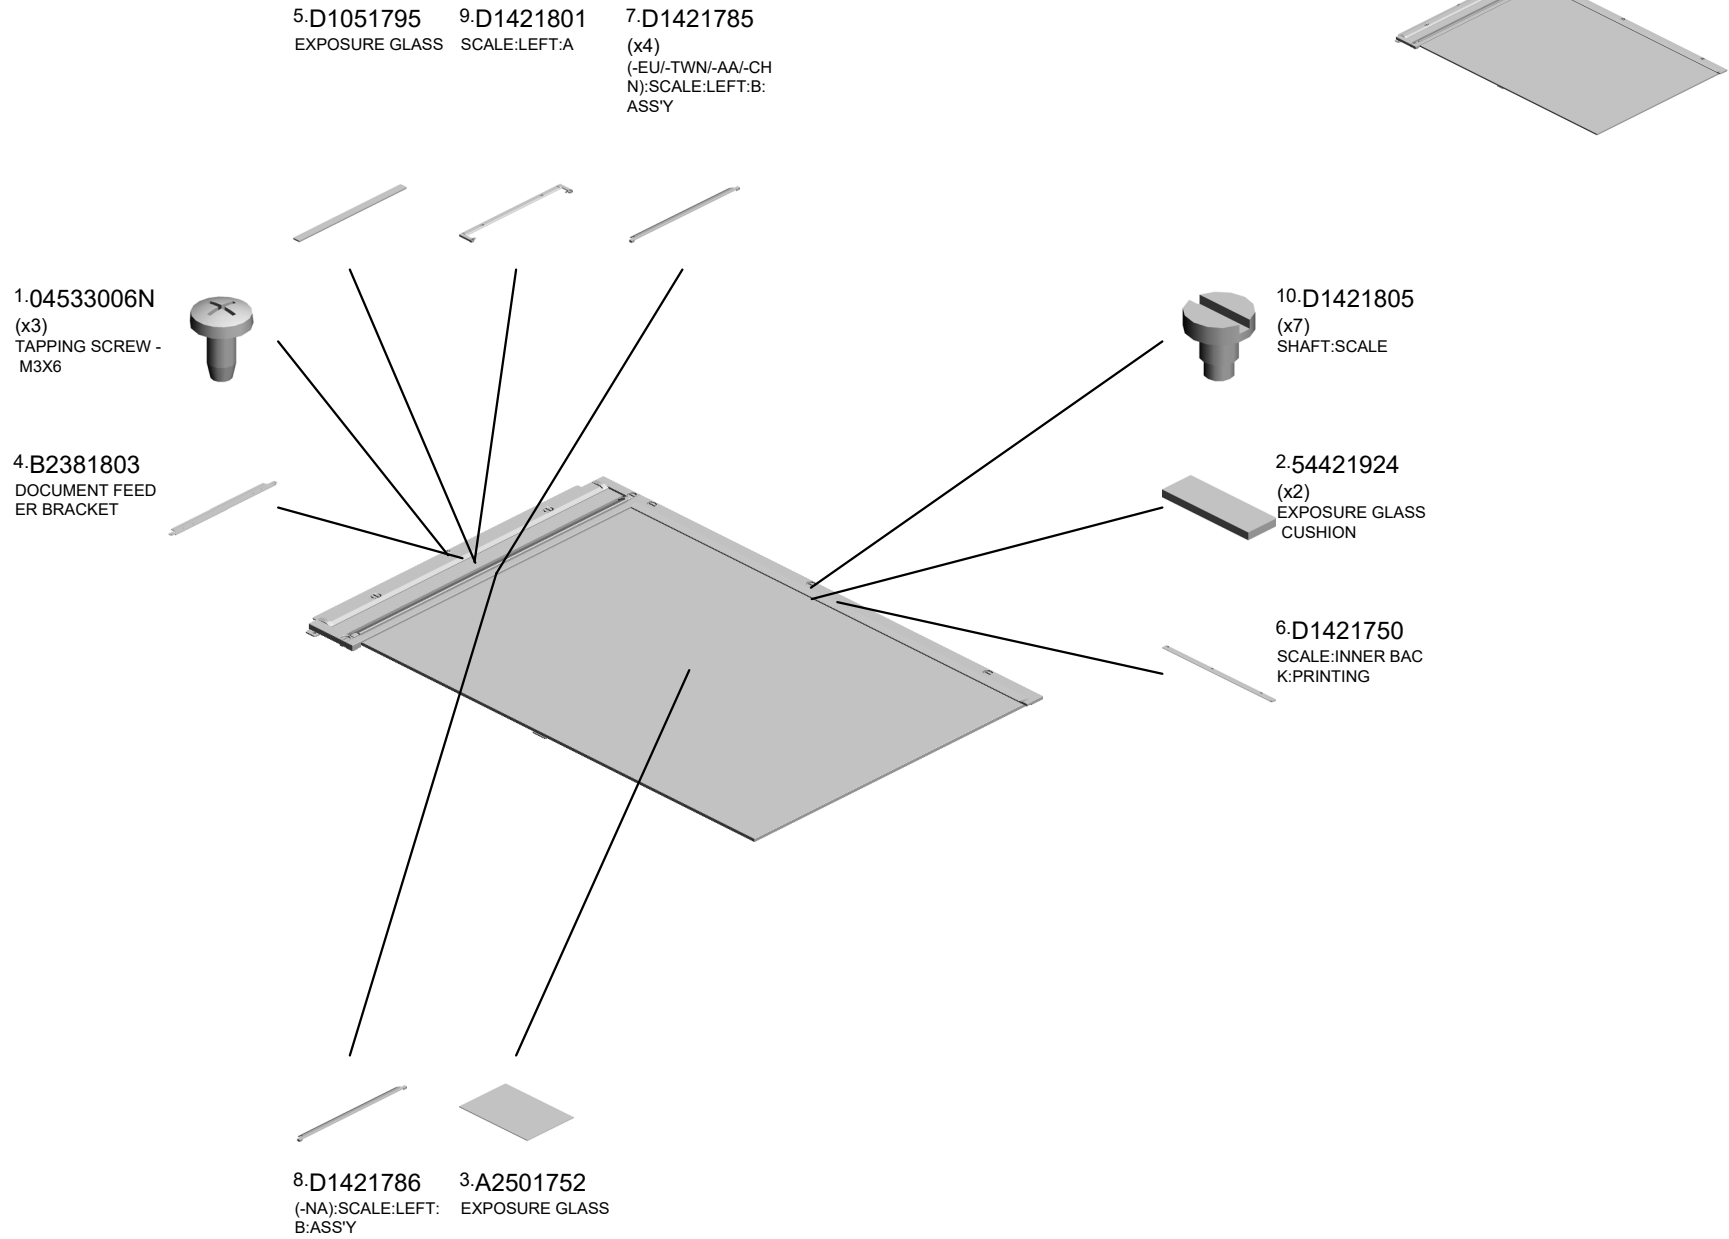 5.D1051795
EXPOSURE GLASS
9.D1421801
SCALE:LEFT:A
7.D1421785
(x4)
(-EU/-TWN/-AA/-CH
N):SCALE:LEFT:B:
ASS'Y
1.04533006N
(x3)
TAPPING SCREW -
M3X6
10.D1421805
(x7)
SHAFT:SCALE
4.B2381803
DOCUMENT FEED
ER BRACKET
2.54421924
(x2)
EXPOSURE GLASS
CUSHION
6.D1421750
SCALE:INNER BAC
K:PRINTING
8.D1421786
(-NA):SCALE:LEFT:
B:ASS'Y
3.A2501752
EXPOSURE GLASS